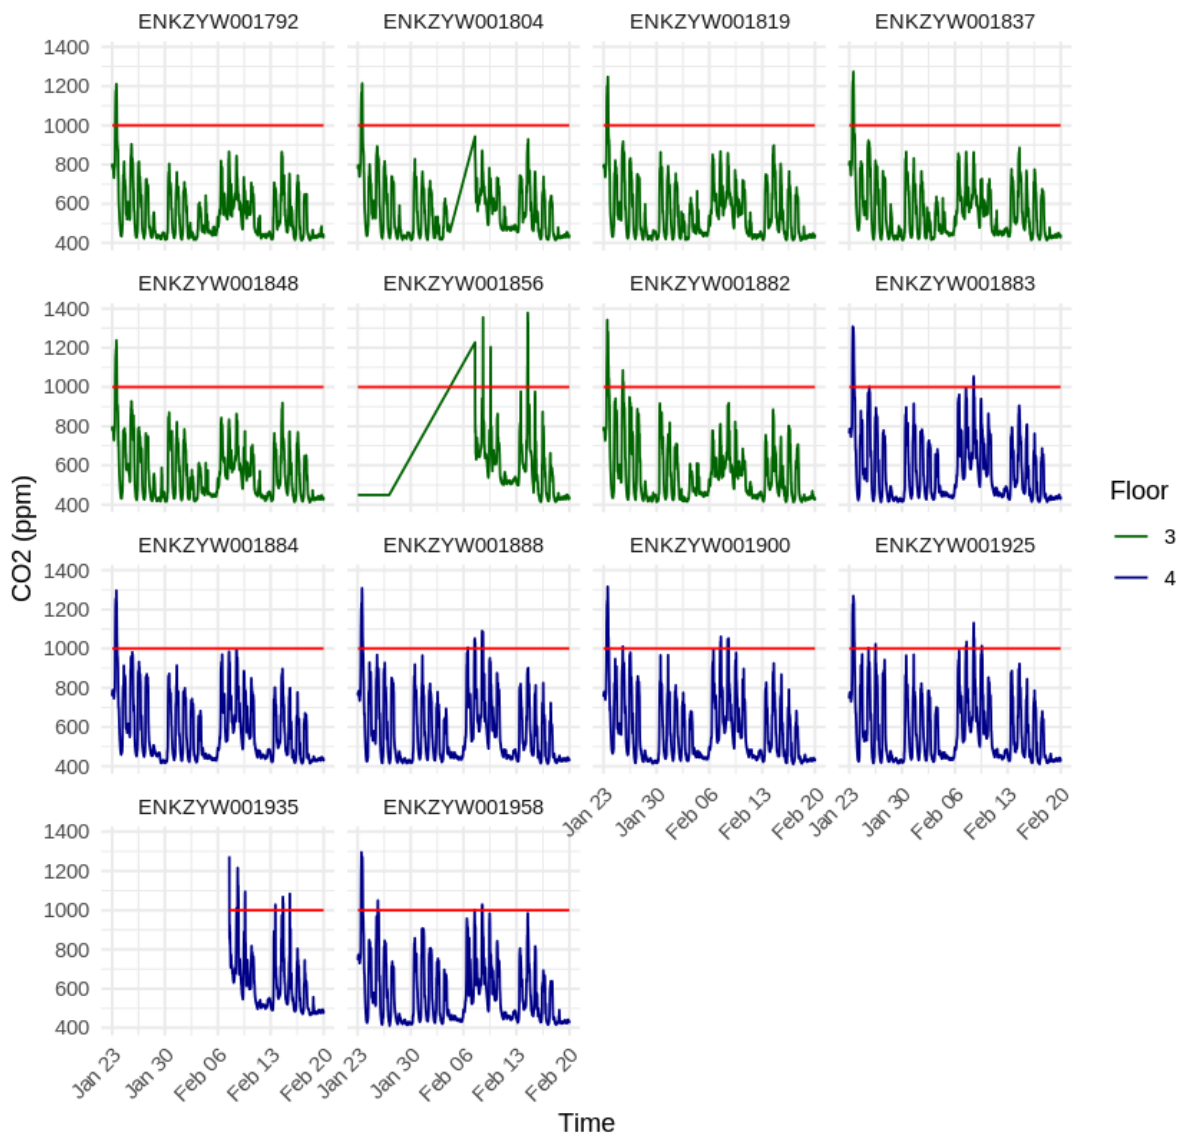 ENKZYW001792 ENKZYW001804 ENKZYW001819 ENKZYW001837
1400
1200
1000
800
600
400
ENKZYW001848 ENKZYW001856 ENKZYW001882 ENKZYW001883
1400
1200
1000
800
600
400
ENKZYW001884 ENKZYW001888 ENKZYW001900 ENKZYW001925
1400
1200
1000
800
600
400
Jan 23 Jan 30 Feb 06 Feb 13 Feb 20 Jan 23 Jan 30 Feb 06 Feb 13 Feb 20
ENKZYW001935 ENKZYW001958
1400
1200
1000
800
600
400
Jan 23 Jan 30 Feb 06 Feb 13 Feb 20 Jan 23 Jan 30 Feb 06 Feb 13 Feb 20
Time
CO2 (ppm)
Floor
3
4